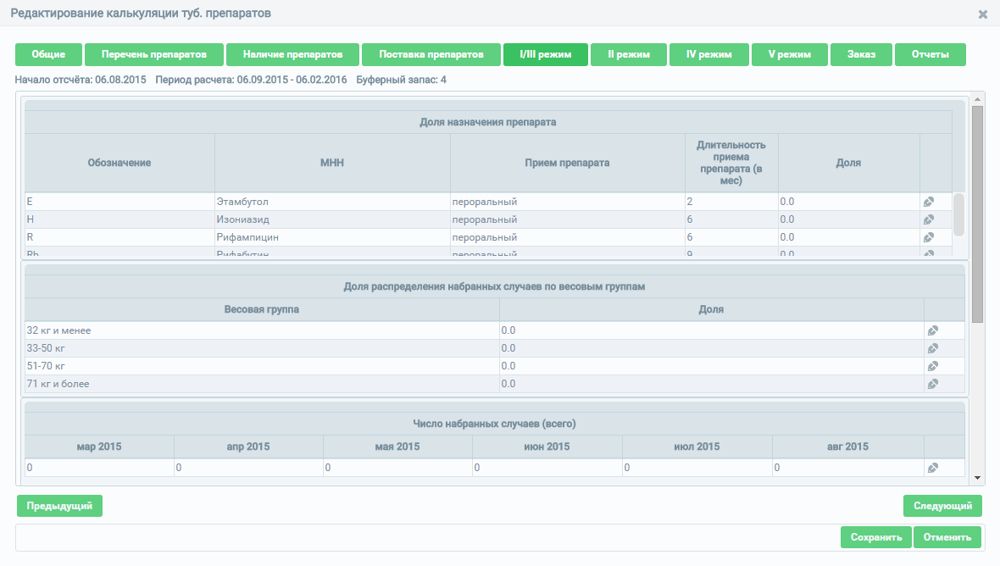 Редактирование калькуляции туб. препаратов
Общие Перечень препаратов Наличие препаратов Поставка препаратов I/III режим II режим IV режим V режим Заказ Отчеты
Начало отсчёта: 06.08.2015 Период расчета: 06.09.2015 - 06.02.2016 Буферный запас: 4
Доля назначения препарата
Обозначение МНН Прием препарата Длительность приема препарата (в мес) Доля
E Этамбутол пероральный 2 0.0
H Изониазид пероральный 6 0.0
R Рифампицин пероральный 6 0.0
Rb Рифабутин пероральный 9 0.0
Доля распределения набранных случаев по весовым группам
Весовая группа Доля
32 кг и менее 0.0
33-50 кг 0.0
51-70 кг 0.0
71 кг и более 0.0
Число набранных случаев (всего)
мар 2015 апр 2015 мая 2015 июн 2015 июл 2015 авг 2015
0 0 0 0 0 0
Предыдущий Следующий
Сохранить Отменить